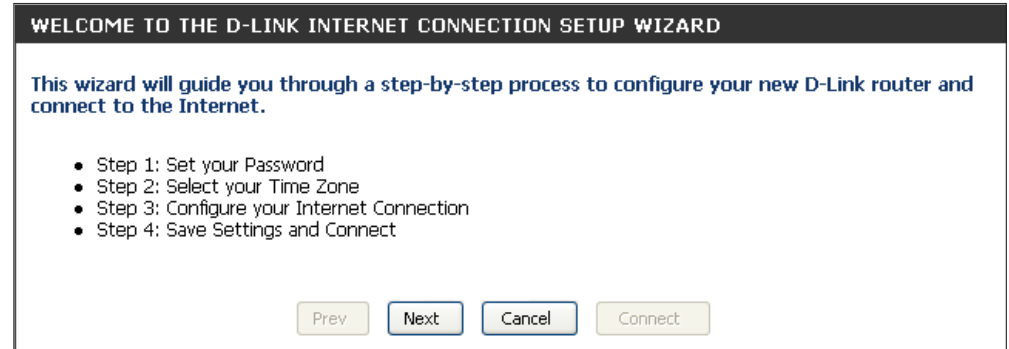 WELCOME TO THE D-LINK INTERNET CONNECTION SETUP WIZARD
This wizard will guide you through a step-by-step process to configure your new D-Link router and
connect to the Internet.
• Step 1: Set your Password
• Step 2: Select your Time Zone
• Step 3: Configure your Internet Connection
• Step 4: Save Settings and Connect
Prev Next Cancel Connect